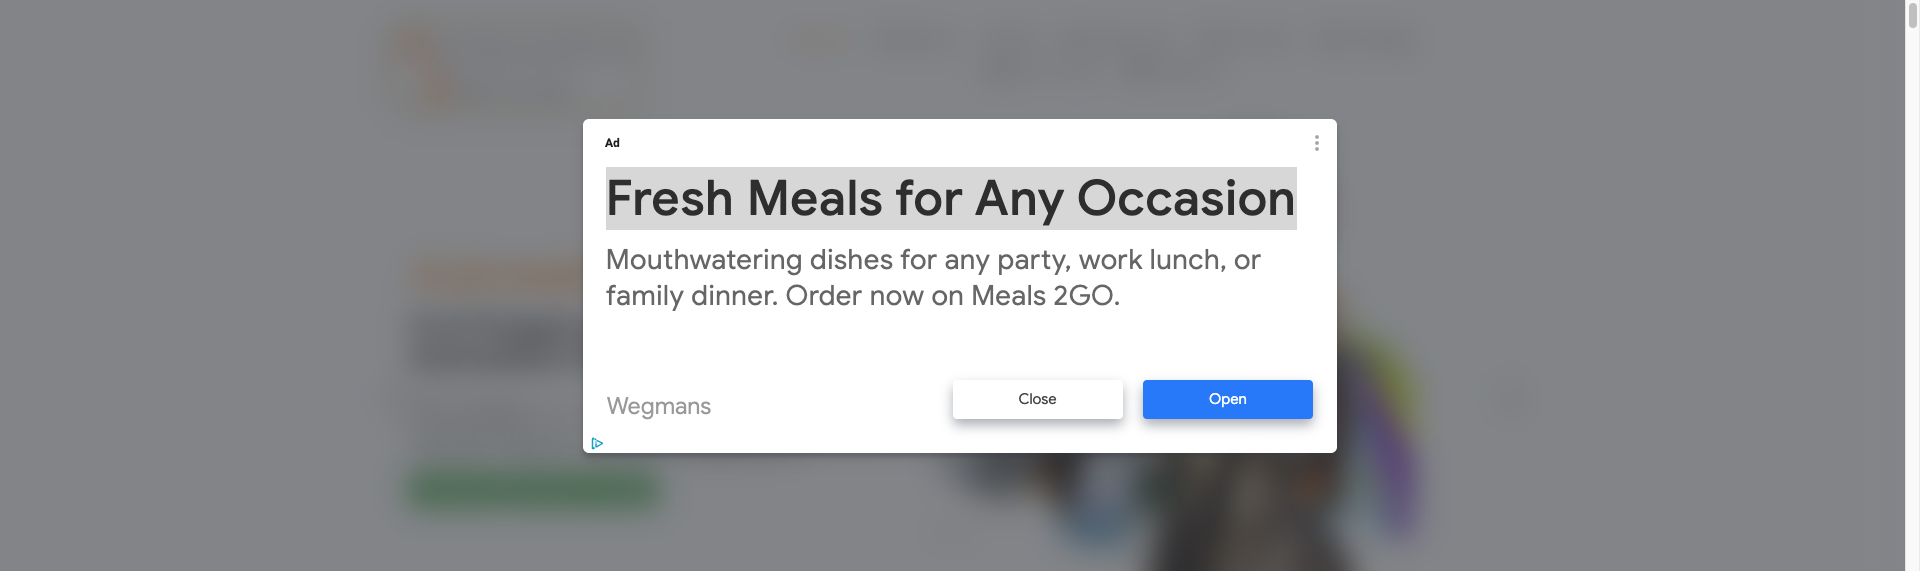 Ad
Fresh Meals for Any Occasion
Mouthwatering dishes for any party, work lunch, or
family dinner. Order now on Meals 2GO.
Wegmans
Close
Open